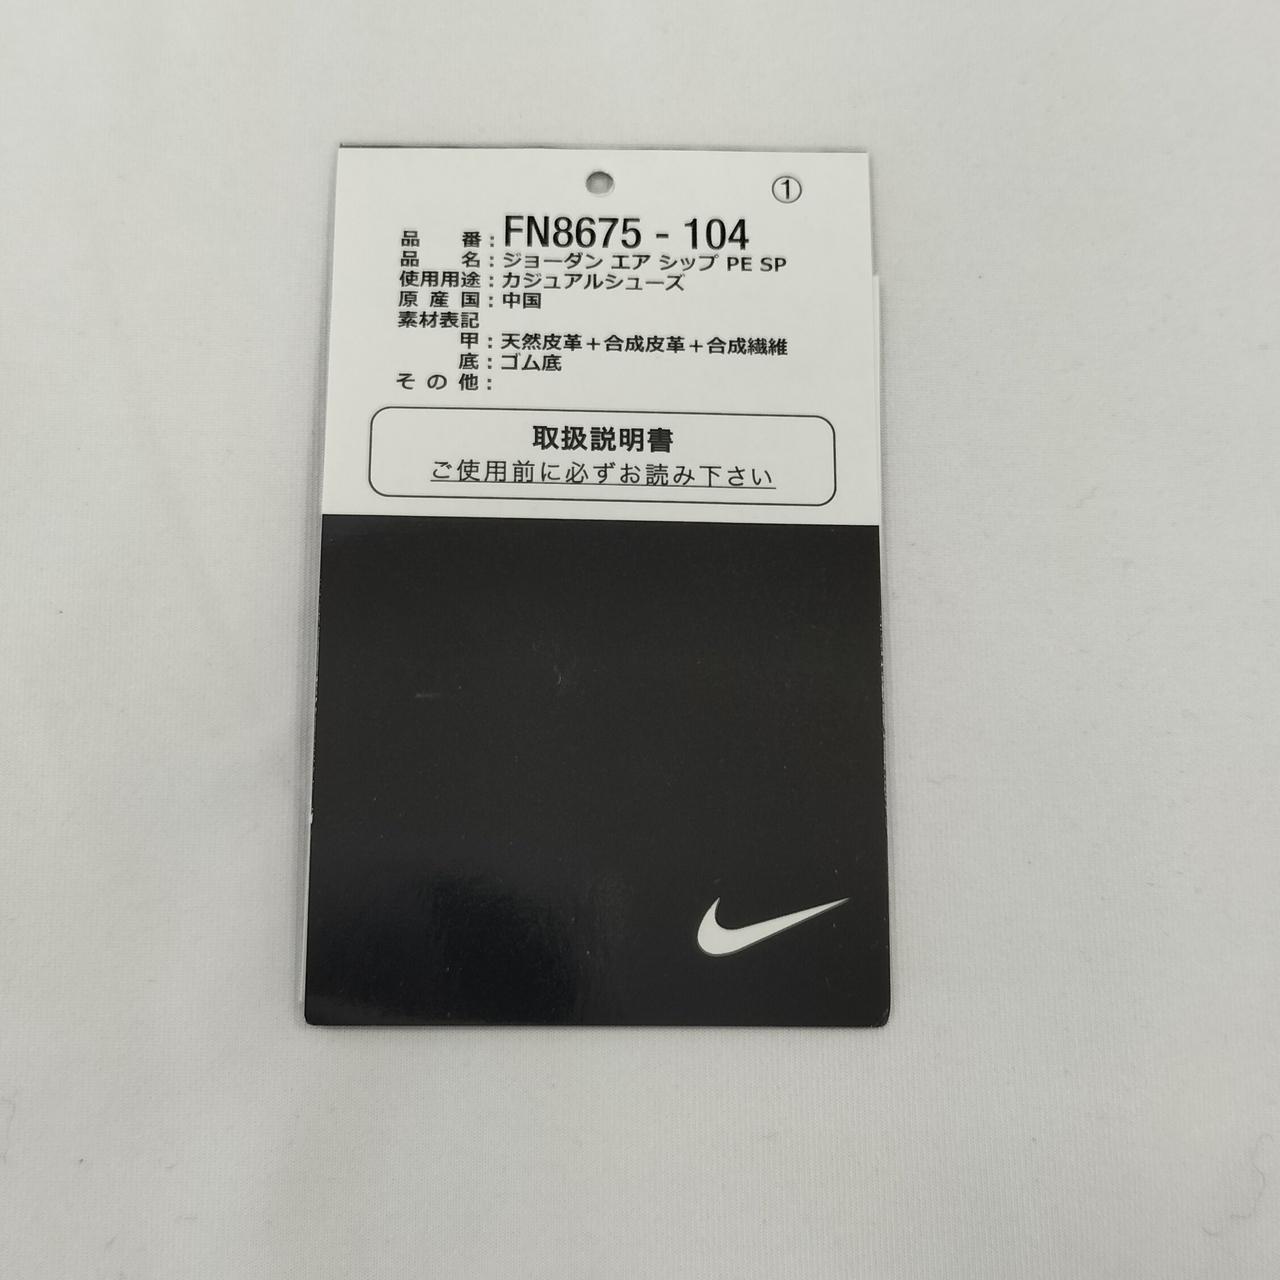 ①
品 番:FN8675 - 104
品 名:ジョーダン エア シップ PE SP
使用用途:カジュアルシューズ
原 産 国:中国
素材表記
甲:天然皮革+合成皮革+合成繊維
底:ゴム底
そ の 他:
取扱説明書
ご使用前に必ずお読み下さい